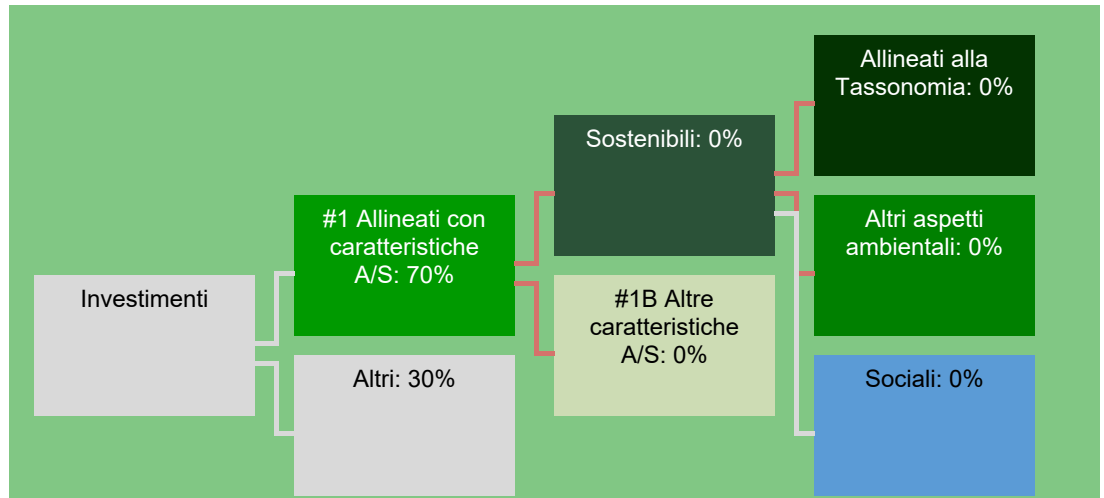 Investimenti
#1 Allineati con
caratteristiche
A/S: 70%
Altri: 30%
Sostenibili: 0%
#1B Altre
caratteristiche
A/S: 0%
Allineati alla
Tassonomia: 0%
Altri aspetti
ambientali: 0%
Sociali: 0%